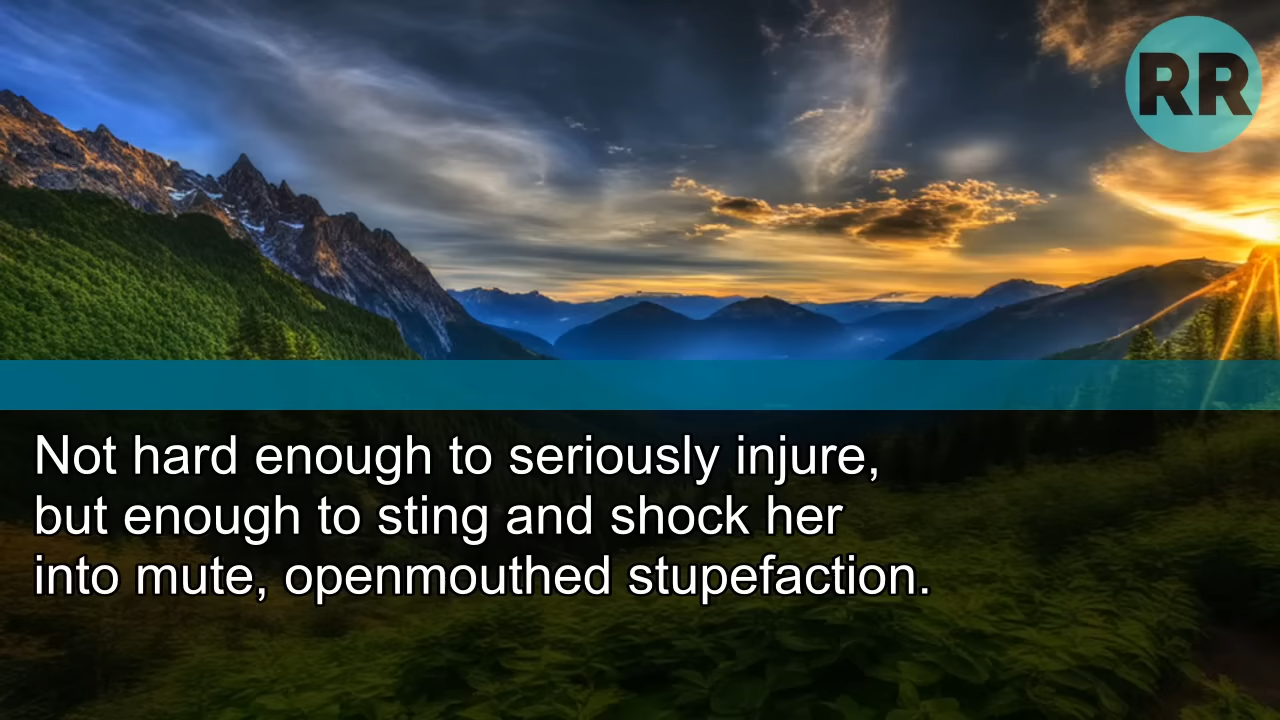 RR
Not hard enough to seriously injure,
but enough to sting and shock her
into mute, openmouthed stupefaction.